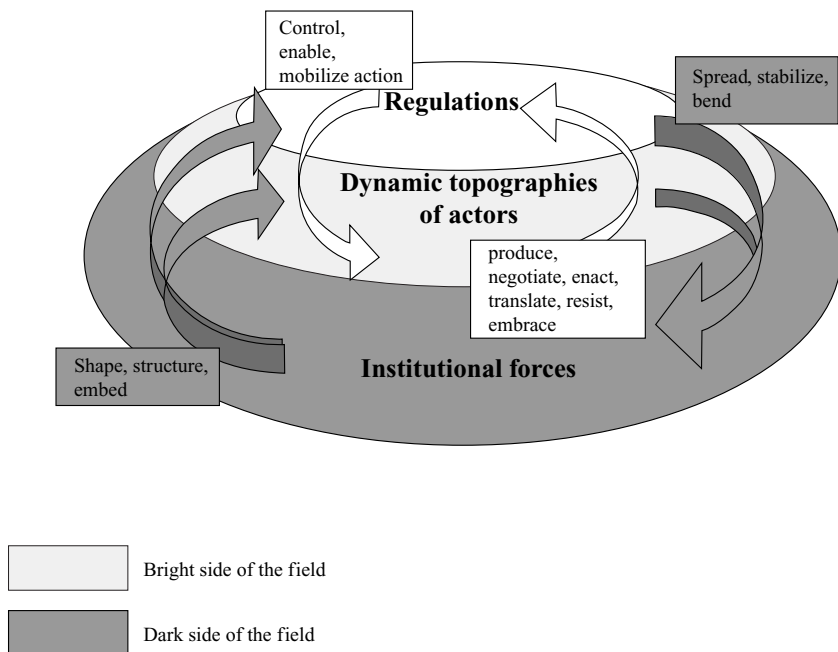 Control,
enable,
mobilize action
Spread, stabilize,
bend
Regulations
Dynamic topographies
of actors
produce,
negotiate, enact,
translate, resist,
embrace
Shape, structure,
embed
Institutional forces
Bright side of the field
Dark side of the field